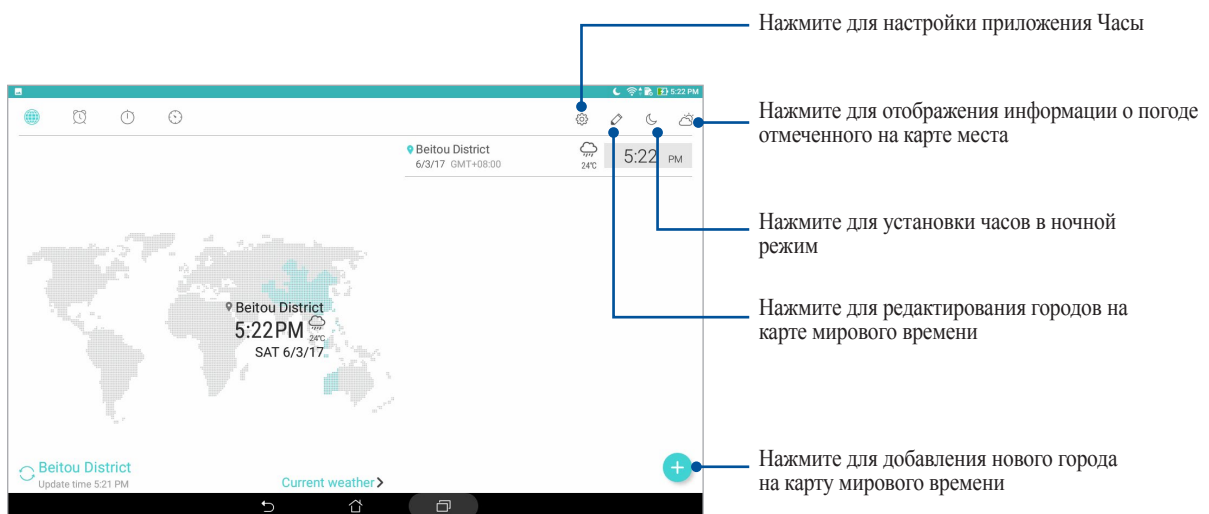 Нажмите для настройки приложения Часы
5:22 PM
Нажмите для отображения информации о погоде
отмеченного на карте места
Beitou District
6/3/17 GMT+08:00
24°C
5:22 PM
Нажмите для установки часов в ночной
режим
Beitou District
5:22 PM
24°C
SAT 6/3/17
Нажмите для редактирования городов на
карте мирового времени
Beitou District
Update time 5:21 PM
Current weather >
Нажмите для добавления нового города
на карту мирового времени